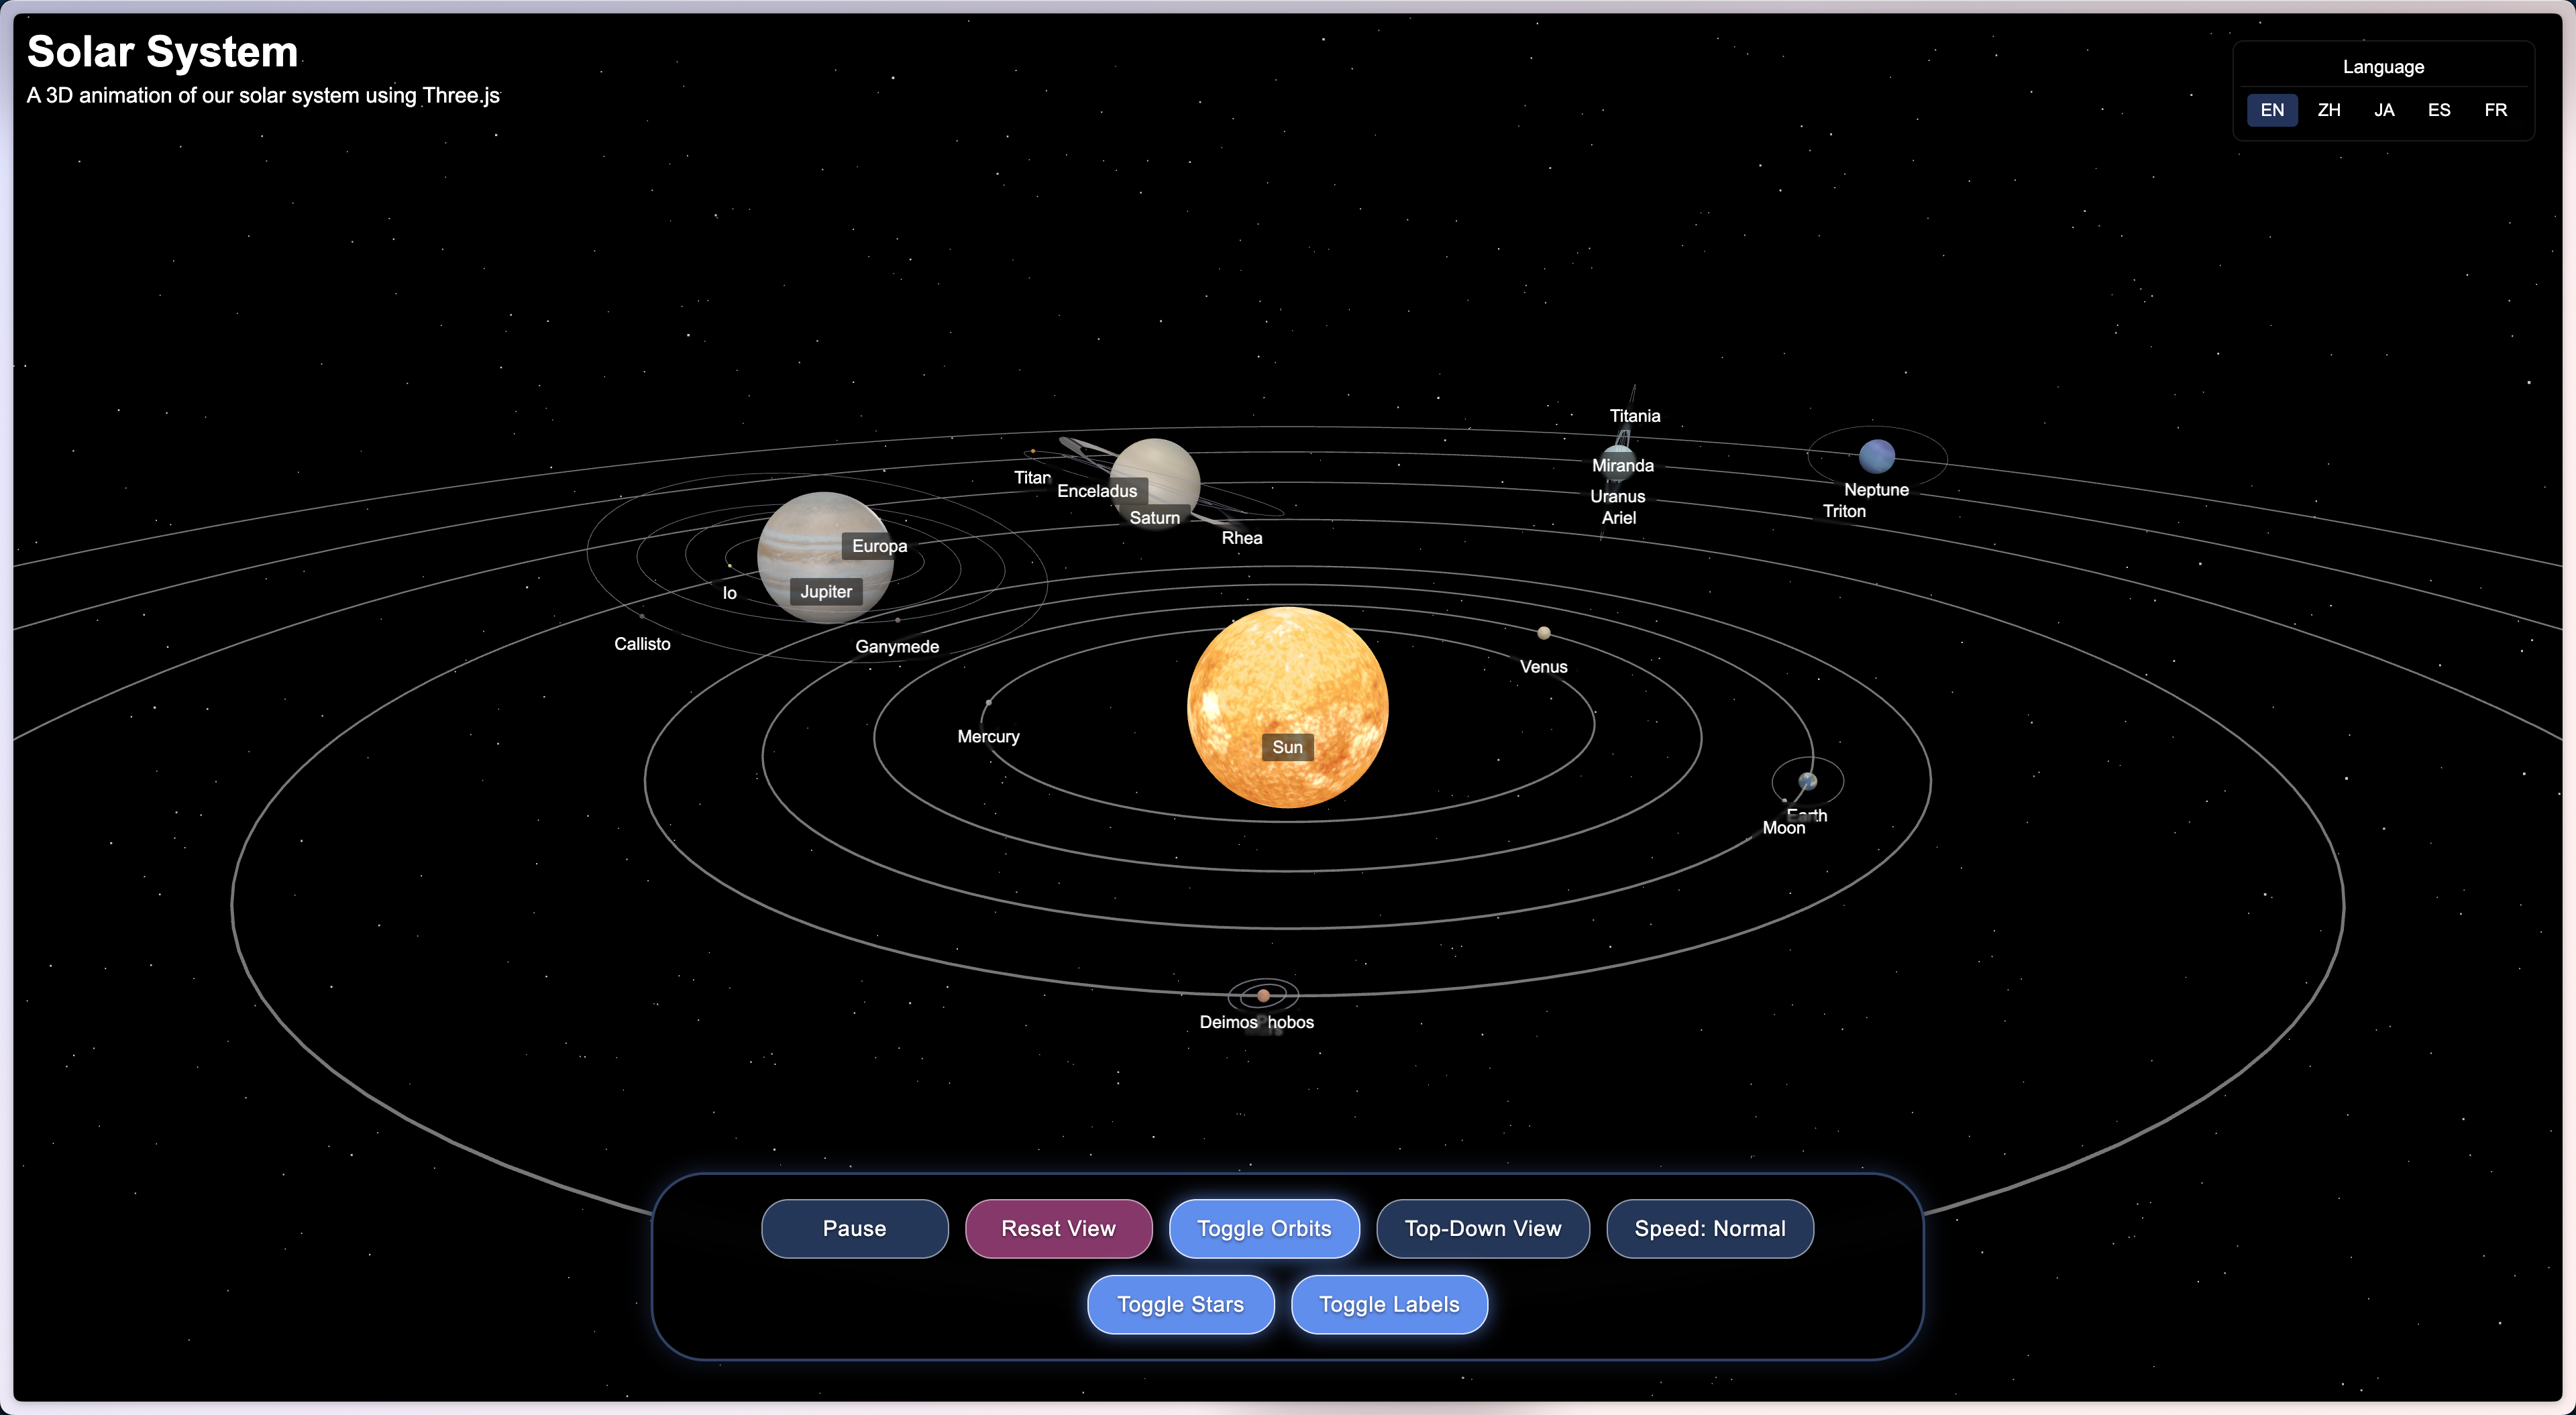 Solar System
A 3D animation of our solar system using Three.js
Language
EN ZH JA ES FR
Titania
Miranda
Uranus
Ariel
Neptune
Triton
Titan
Enceladus
Saturn
Rhea
Europa
Jupiter
Io
Callisto
Ganymede
Venus
Mercury
Sun
Earth
Moon
Deimos
Phobos
Pause
Reset View
Toggle Orbits
Top-Down View
Speed: Normal
Toggle Stars
Toggle Labels